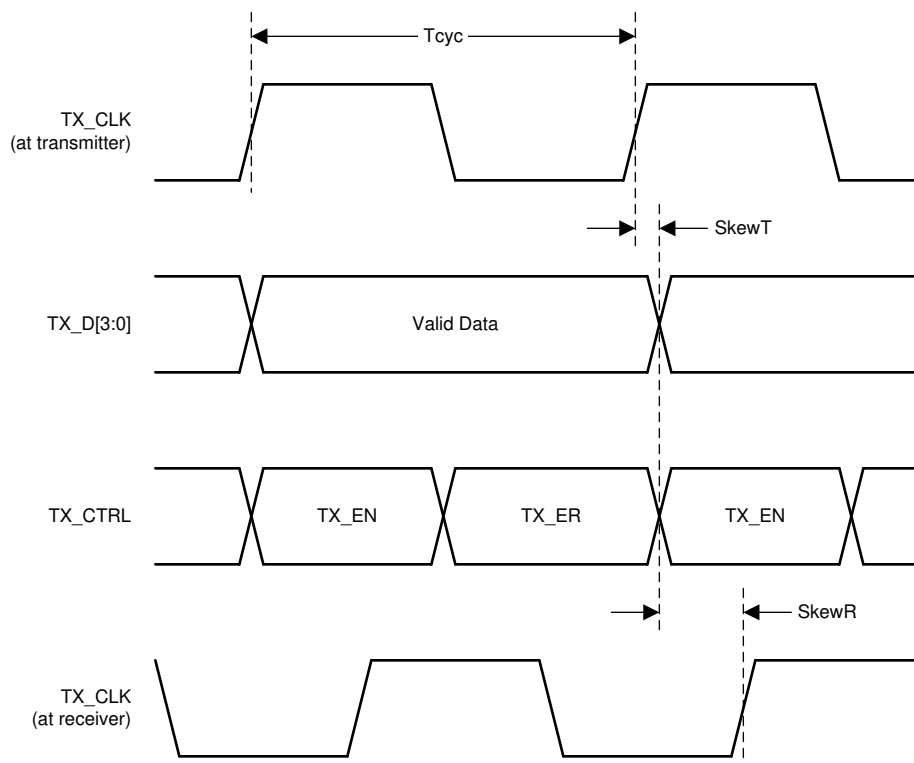 Tcyc
TX_CLK
(at transmitter)
SkewT
TX_D[3:0]
Valid Data
TX_CTRL
TX_EN
TX_ER
TX_EN
SkewR
TX_CLK
(at receiver)